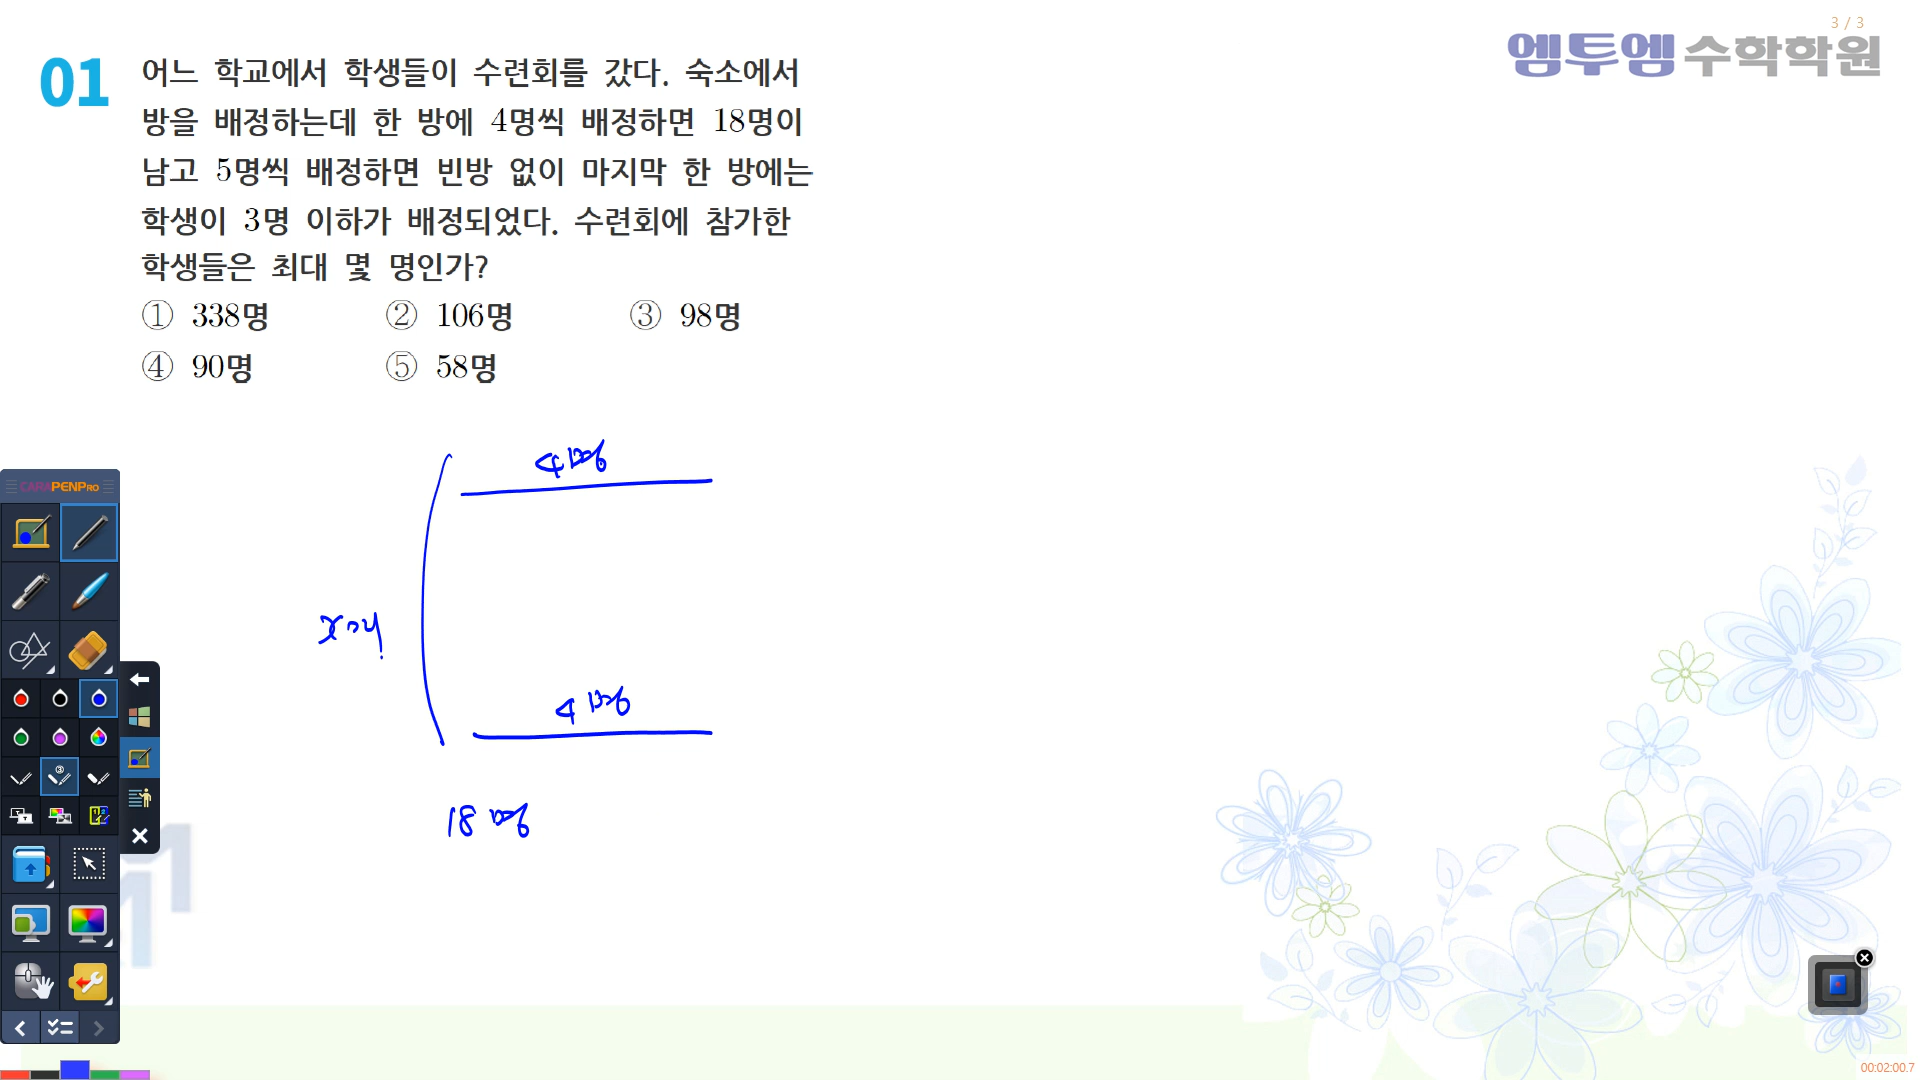 3 / 3
엠투엠 수학학원
01 어느 학교에서 학생들이 수련회를 갔다. 숙소에서
방을 배정하는데 한 방에 4명씩 배정하면 18명이
남고 5명씩 배정하면 빈방 없이 마지막 한 방에는
학생이 3명 이하가 배정되었다. 수련회에 참가한
학생들은 최대 몇 명인가?
① 338명 ② 106명 ③ 98명
④ 90명 ⑤ 58명
4명
x개
4명
18명
CARAPENPRO
③
00:02:00.7